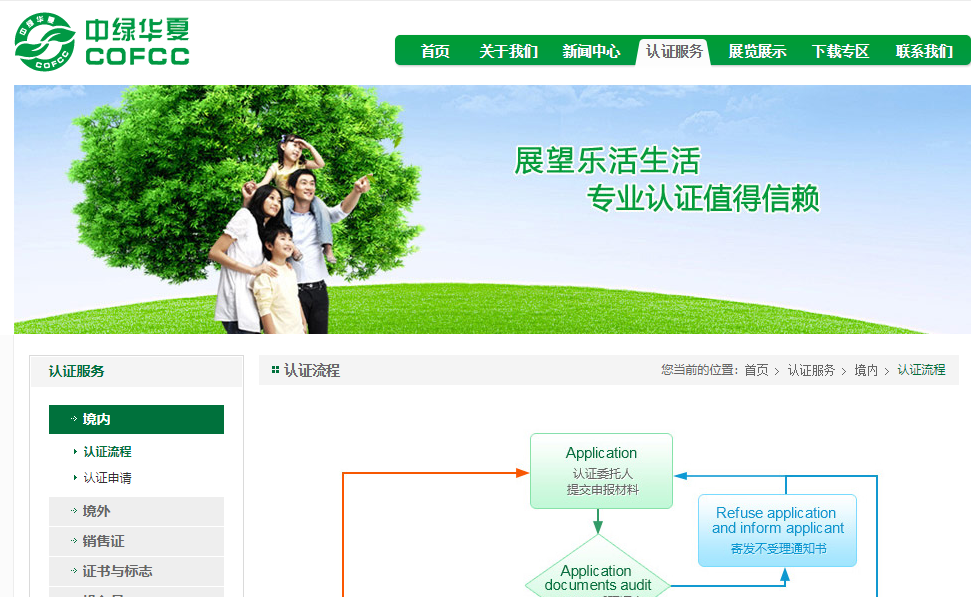 中绿华夏
COFCC
中绿华夏
COFCC
首页 关于我们 新闻中心 认证服务 展览展示 下载专区 联系我们
展望乐活生活
专业认证值得信赖
认证服务
认证流程
您当前的位置: 首页 > 认证服务 > 境内 > 认证流程
境内
认证流程
认证申请
境外
销售证
证书与标志
Application
认证委托人
提交申报材料
Refuse application
and inform applicant
寄发不受理通知书
Application
documents audit